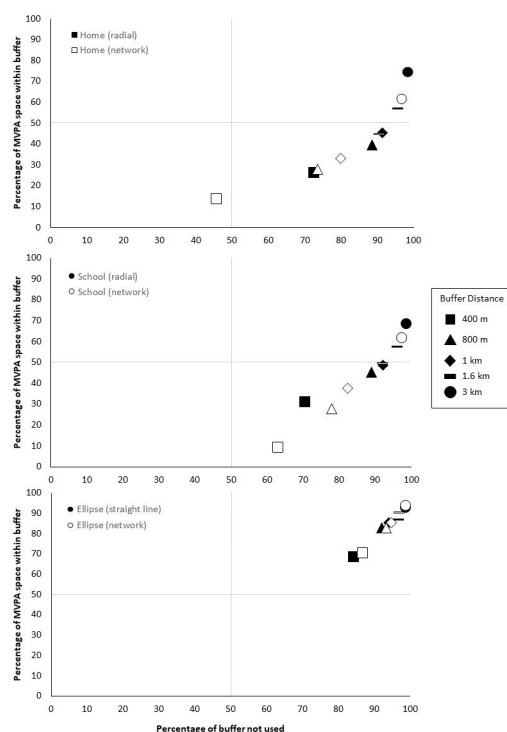 Percentage of MVPA space within buffer
100
90
80
70
60
50
40
30
20
10
0
Home (radial)
Home (network)
0 10 20 30 40 50 60 70 80 90 100
Percentage of MVPA space within buffer
100
90
80
70
60
50
40
30
20
10
0
School (radial)
School (network)
0 10 20 30 40 50 60 70 80 90 100
Buffer Distance
400 m
800 m
1 km
1.6 km
3 km
Percentage of MVPA space within buffer
100
90
80
70
60
50
40
30
20
10
0
Ellipse (straight line)
Ellipse (network)
0 10 20 30 40 50 60 70 80 90 100
Percentage of buffer not used